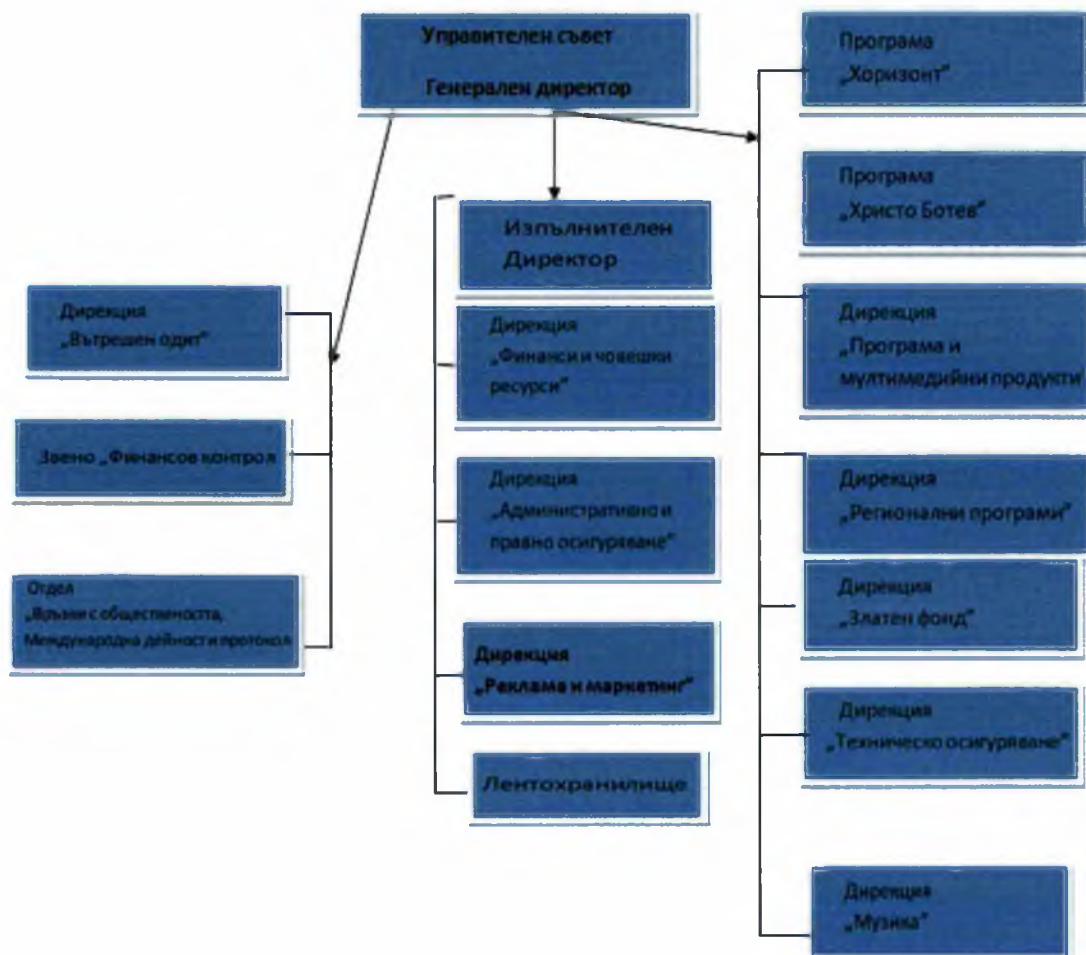 Управителен съвет
Генерален директор
Изпълнителен
Директор
Дирекция
„Вътрешен одит"
Звено „Финансов контрол
Отдел
„Връзки с обществеността,
Международна дейности протокол
Дирекция
„Финанси и човешки
ресурси"
Дирекция
„Административно и
правно осигуряване"
Дирекция
„Реклама и маркетинг"
Лентохранилище
Програма
„Хоризонт"
Програма
„Христо Ботев"
Дирекция
„Програма и
мултимедийни продукти
Дирекция
„Регионални програми"
Дирекция
„Златен фонд"
Дирекция
„Техническо осигуряване"
Дирекция
„Музика"